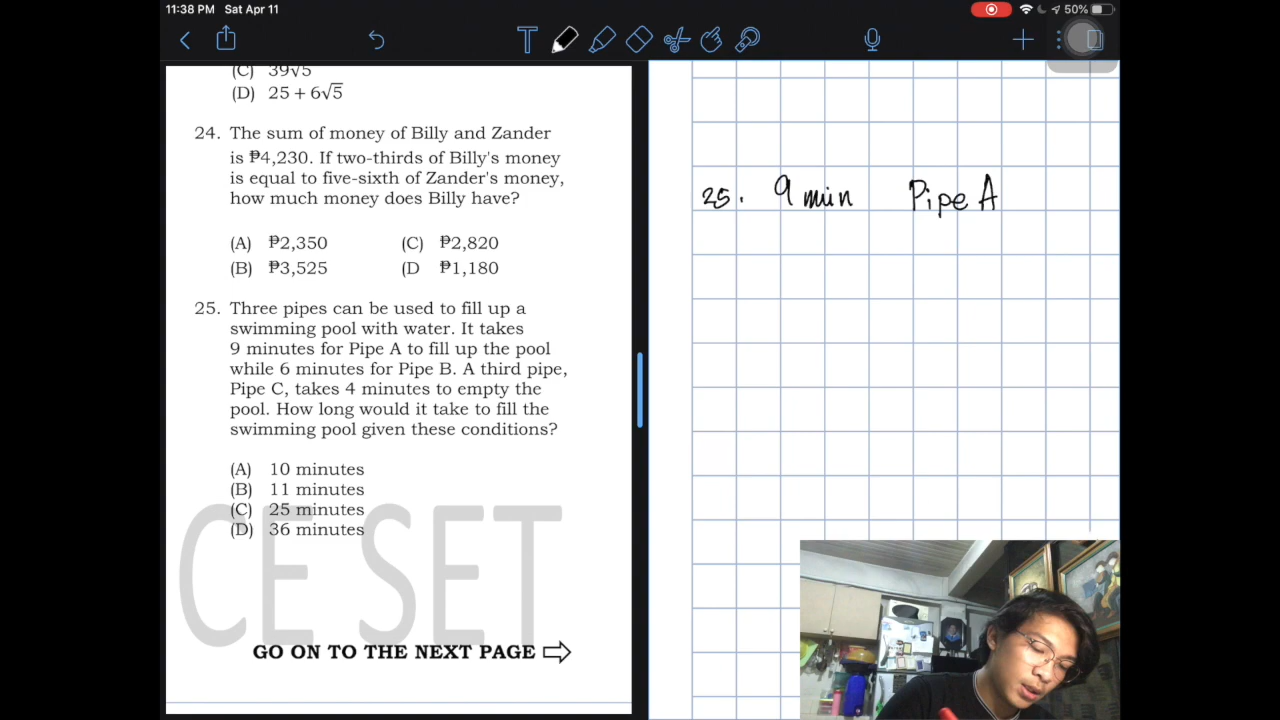 11:38 PM Sat Apr 11
50%
(C) 39√5
(D) 25 + 6√5
24. The sum of money of Billy and Zander
is ₱4,230. If two-thirds of Billy's money
is equal to five-sixth of Zander's money,
how much money does Billy have?
(A) ₱2,350 (C) ₱2,820
(B) ₱3,525 (D ₱1,180
25. Three pipes can be used to fill up a
swimming pool with water. It takes
9 minutes for Pipe A to fill up the pool
while 6 minutes for Pipe B. A third pipe,
Pipe C, takes 4 minutes to empty the
pool. How long would it take to fill the
swimming pool given these conditions?
(A) 10 minutes
(B) 11 minutes
(C) 25 minutes
(D) 36 minutes
CE SET
GO ON TO THE NEXT PAGE
25. 9 min Pipe A